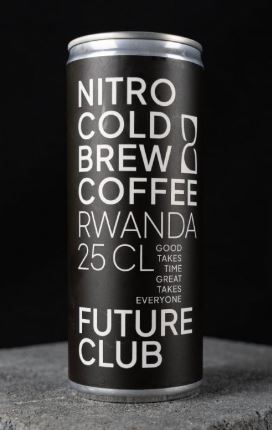 NITRO
COLD
BREW
COFFEE
RWANDA
25 CL
GOOD
TAKES
TIME
GREAT
TAKES
EVERYONE
FUTURE
CLUB